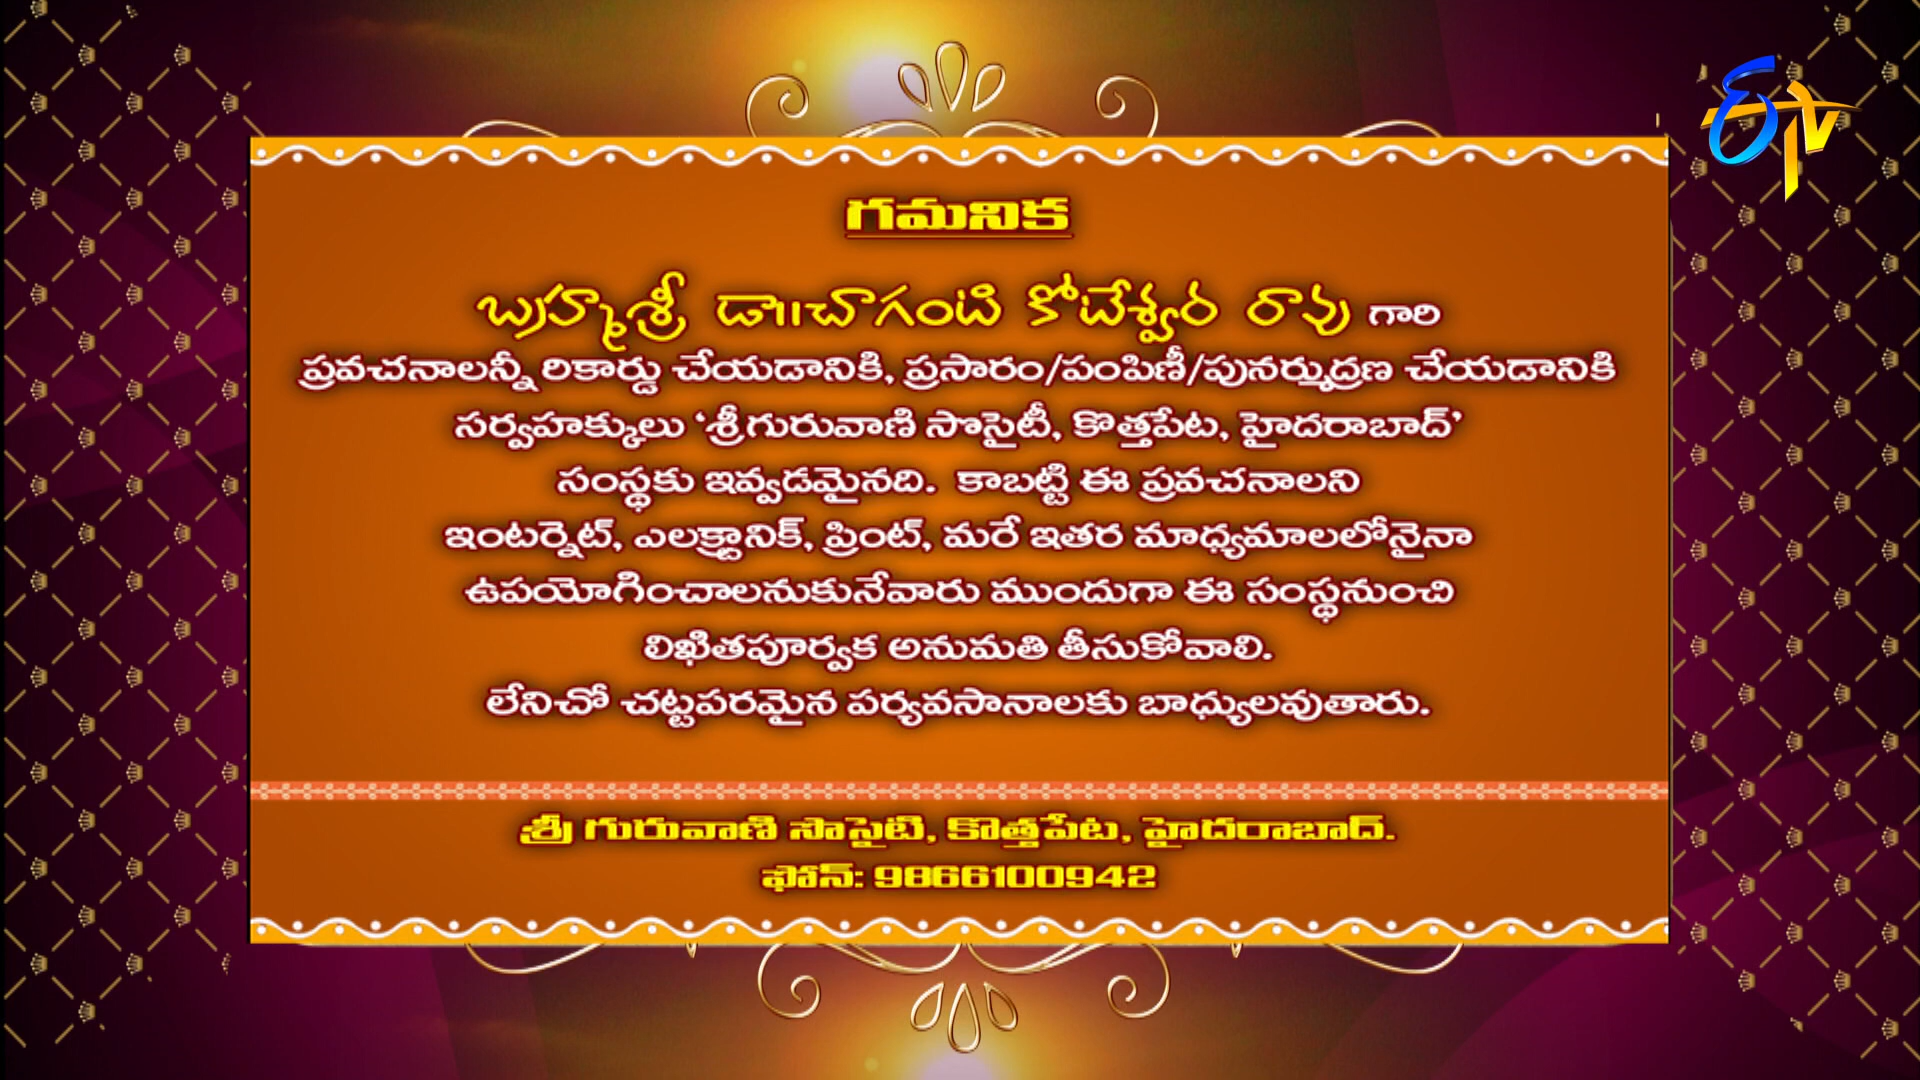 ఈtv
గమనిక
బ్రహ్మశ్రీ డా॥చాగంటి కోటేశ్వర రావు గారి
ప్రవచనాలన్నీ రికార్డు చేయడానికి, ప్రసారం/పంపిణీ/పునర్ముద్రణ చేయడానికి
సర్వహక్కులు ‘శ్రీగురువాణి సొసైటీ, కొత్తపేట, హైదరాబాద్’
సంస్థకు ఇవ్వడమైనది. కాబట్టి ఈ ప్రవచనాలని
ఇంటర్నెట్, ఎలక్ట్రానిక్, ప్రింట్, మరే ఇతర మాధ్యమాలలోనైనా
ఉపయోగించాలనుకునేవారు ముందుగా ఈ సంస్థనుంచి
లిఖితపూర్వక అనుమతి తీసుకోవాలి.
లేనిచో చట్టపరమైన పర్యవసానాలకు బాధ్యులవుతారు.
శ్రీ గురువాణి సొసైటి, కొత్తపేట, హైదరాబాద్.
ఫోన్: 9866100942